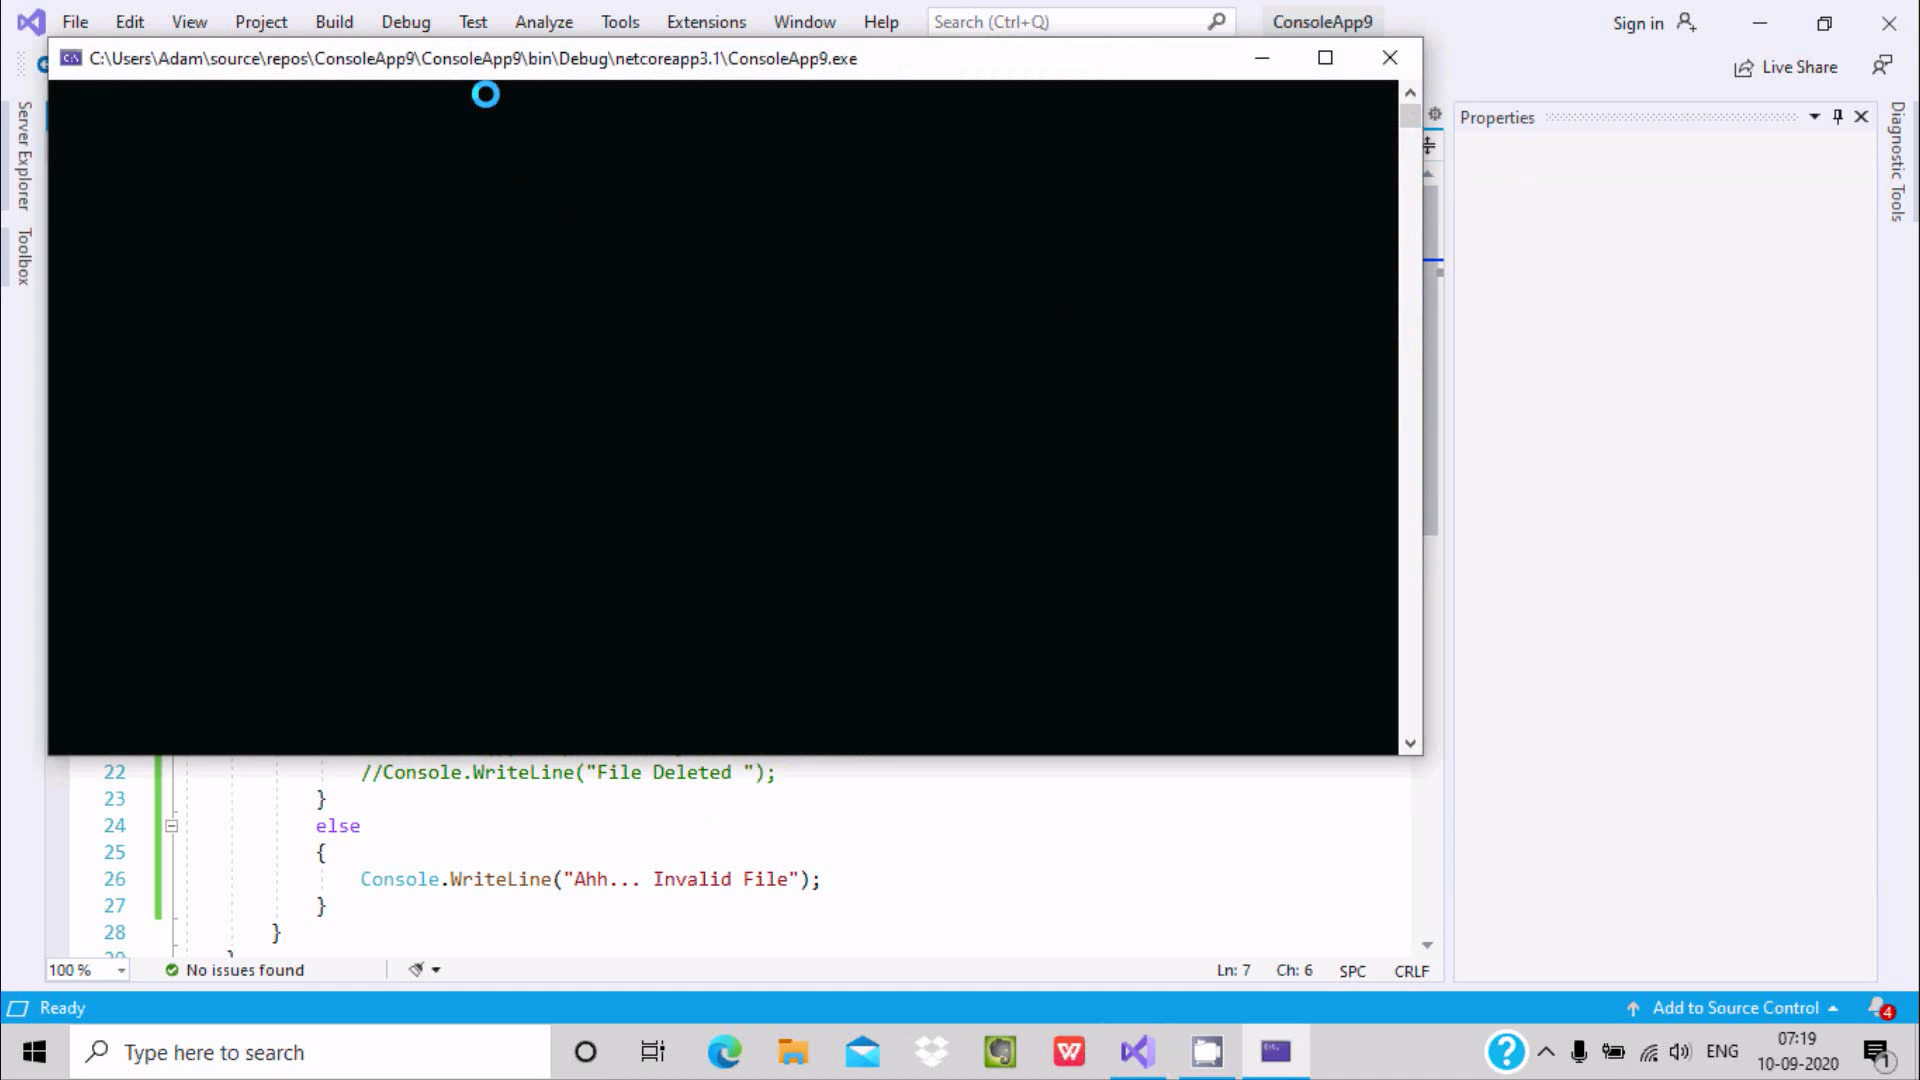 File Edit View Project Build Debug Test Analyze Tools Extensions Window Help Search (Ctrl+Q) ConsoleApp9 Sign in
C:\Users\Adam\source\repos\ConsoleApp9\ConsoleApp9\bin\Debug\netcoreapp3.1\ConsoleApp9.exe
Live Share
Server Explorer
Toolbox
Properties
Diagnostic Tools
22 //Console.WriteLine("File Deleted ");
23 }
24 else
25 {
26 Console.WriteLine("Ahh... Invalid File");
27 }
28 }
100 % No issues found Ln: 7 Ch: 6 SPC CRLF
Ready Add to Source Control 4
Type here to search
ENG 07:19
10-09-2020 1